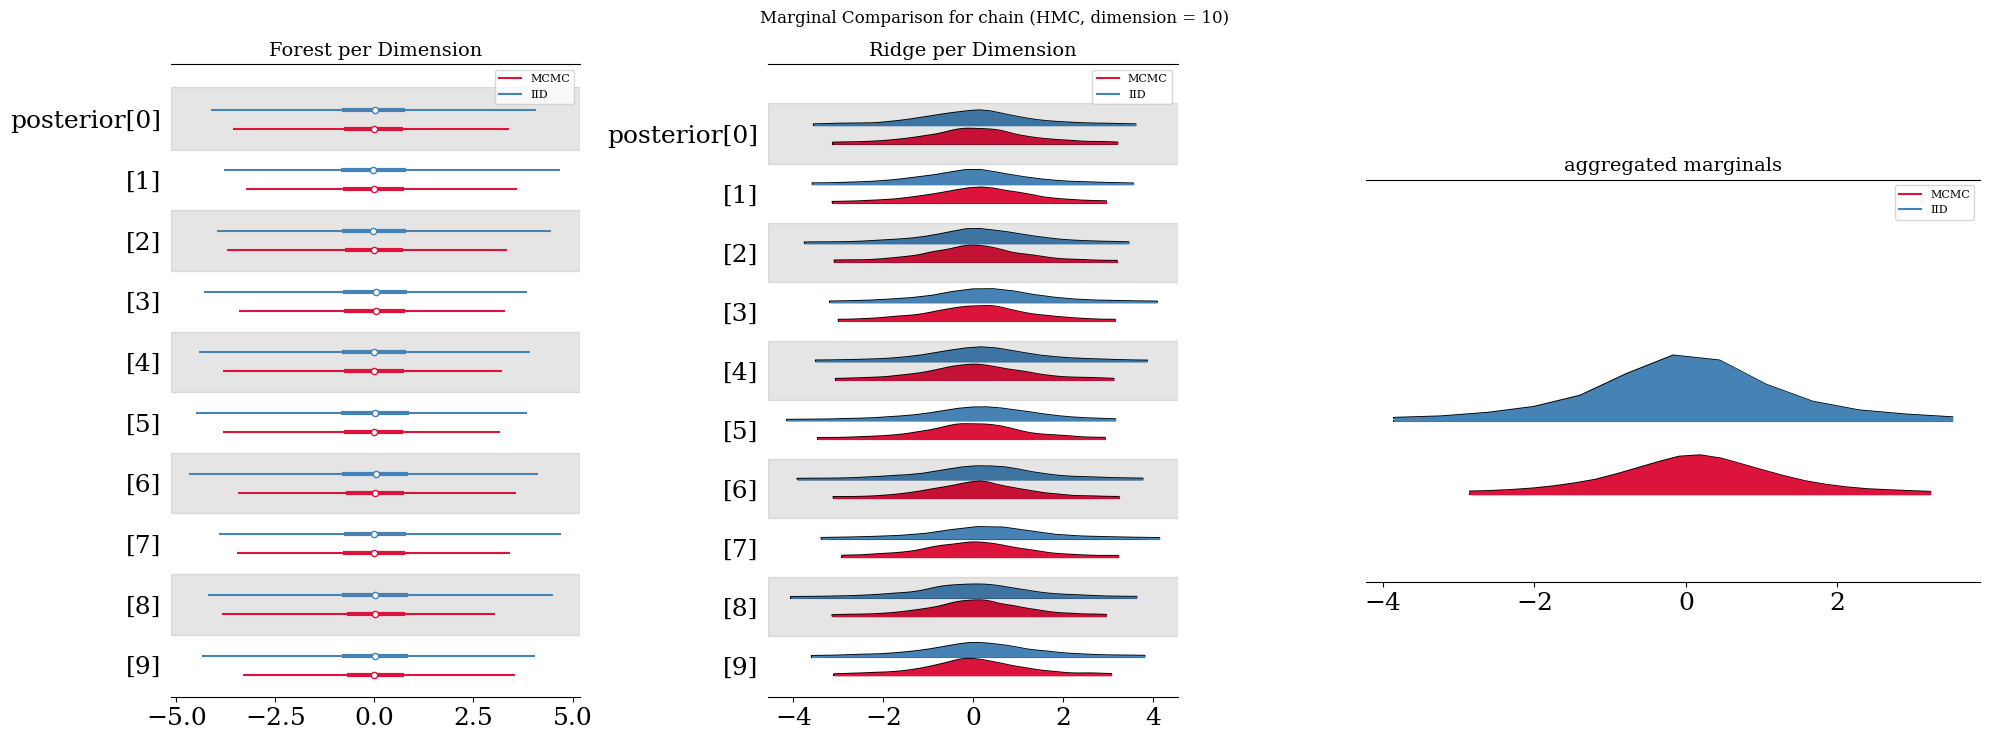 Marginal Comparison for chain (HMC, dimension = 10)
Forest per Dimension
MCMC
IID
posterior[0]
[1]
[2]
[3]
[4]
[5]
[6]
[7]
[8]
[9]
−5.0 −2.5 0.0 2.5 5.0
Ridge per Dimension
MCMC
IID
posterior[0]
[1]
[2]
[3]
[4]
[5]
[6]
[7]
[8]
[9]
−4 −2 0 2 4
aggregated marginals
MCMC
IID
−4 −2 0 2